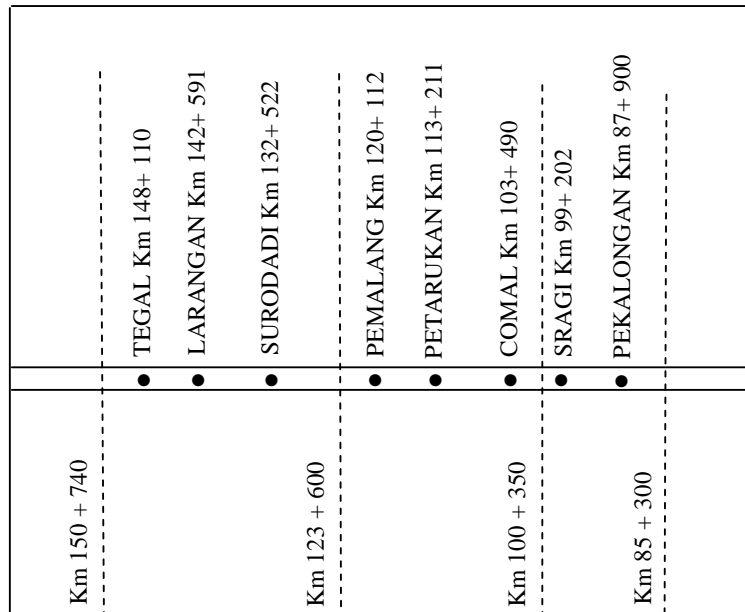 TEGAL Km 148+ 110
LARANGAN Km 142+ 591
SURODADI Km 132+ 522
PEMALANG Km 120+ 112
PETARUKAN Km 113+ 211
COMAL Km 103+ 490
SRAGI Km 99+ 202
PEKALONGAN Km 87+ 900
Km 150 + 740
Km 123 + 600
Km 100 + 350
Km 85 + 300